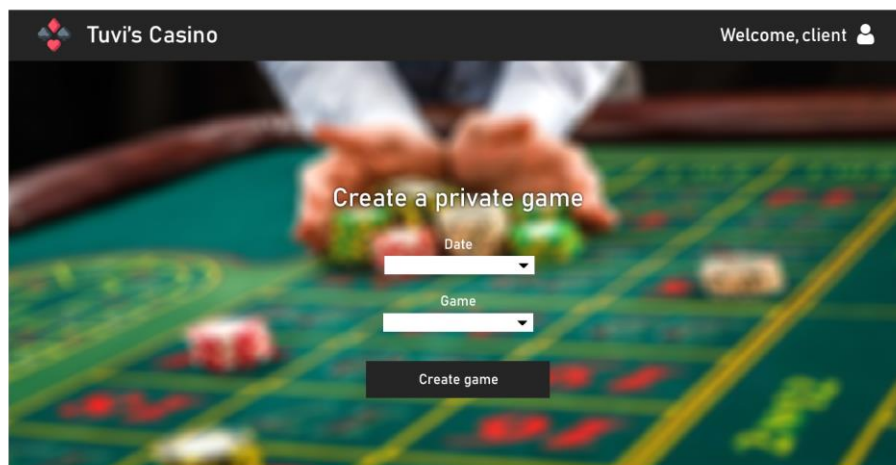 Tuvi's Casino
Welcome, client
Create a private game
Date
Game
Create game